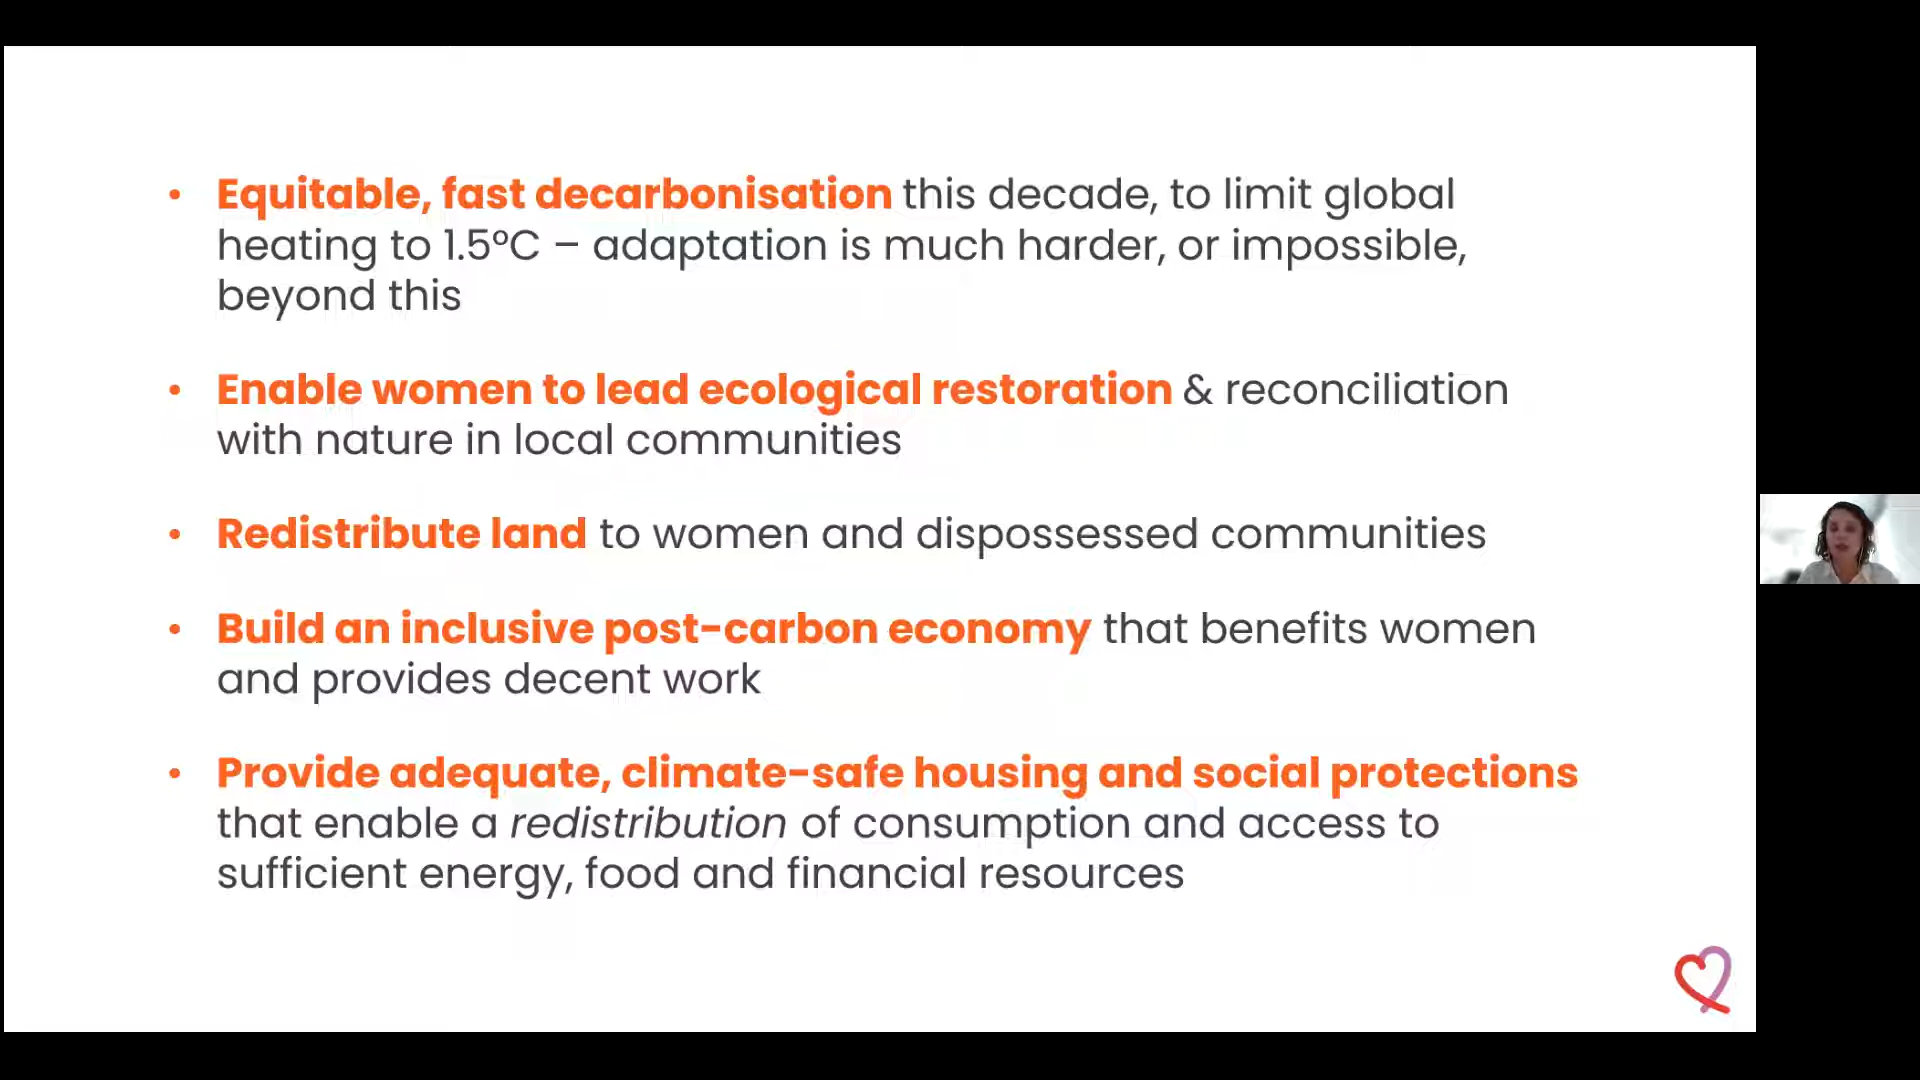 • Equitable, fast decarbonisation this decade, to limit global
heating to 1.5°C – adaptation is much harder, or impossible,
beyond this
• Enable women to lead ecological restoration & reconciliation
with nature in local communities
• Redistribute land to women and dispossessed communities
• Build an inclusive post-carbon economy that benefits women
and provides decent work
• Provide adequate, climate-safe housing and social protections
that enable a redistribution of consumption and access to
sufficient energy, food and financial resources